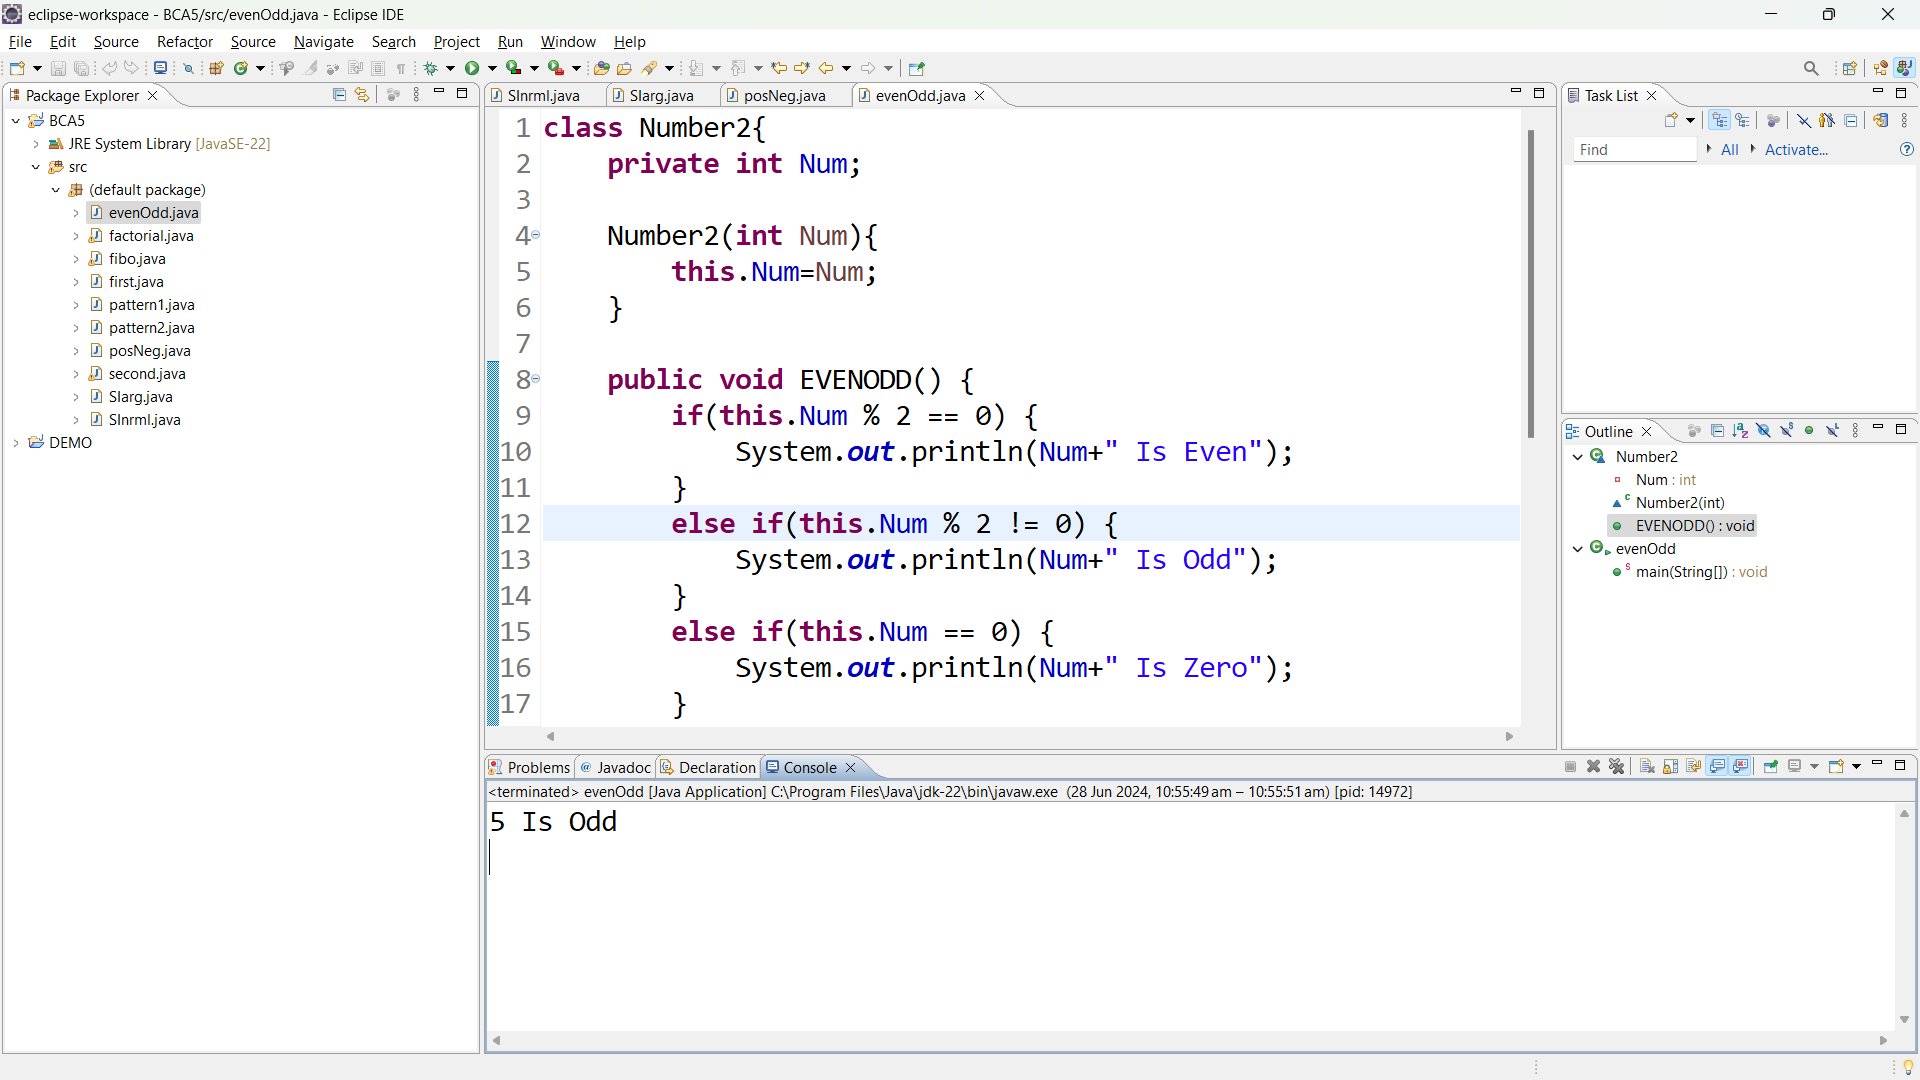 eclipse-workspace - BCA5/src/evenOdd.java - Eclipse IDE
File Edit Source Refactor Source Navigate Search Project Run Window Help
Package Explorer
BCA5
JRE System Library [JavaSE-22]
src
(default package)
evenOdd.java
factorial.java
fibo.java
first.java
pattern1.java
pattern2.java
posNeg.java
second.java
SIarg.java
SInrml.java
DEMO
SInrml.java SIarg.java posNeg.java evenOdd.java
1 class Number2{
2 private int Num;
3
4 Number2(int Num){
5 this.Num=Num;
6 }
7
8 public void EVENODD() {
9 if(this.Num % 2 == 0) {
10 System.out.println(Num+" Is Even");
11 }
12 else if(this.Num % 2 != 0) {
13 System.out.println(Num+" Is Odd");
14 }
15 else if(this.Num == 0) {
16 System.out.println(Num+" Is Zero");
17 }
Task List
Find All Activate...
Outline
Number2
Num : int
Number2(int)
EVENODD() : void
evenOdd
main(String[]) : void
Problems Javadoc Declaration Console
<terminated> evenOdd [Java Application] C:\Program Files\Java\jdk-22\bin\javaw.exe (28 Jun 2024, 10:55:49 am – 10:55:51 am) [pid: 14972]
5 Is Odd